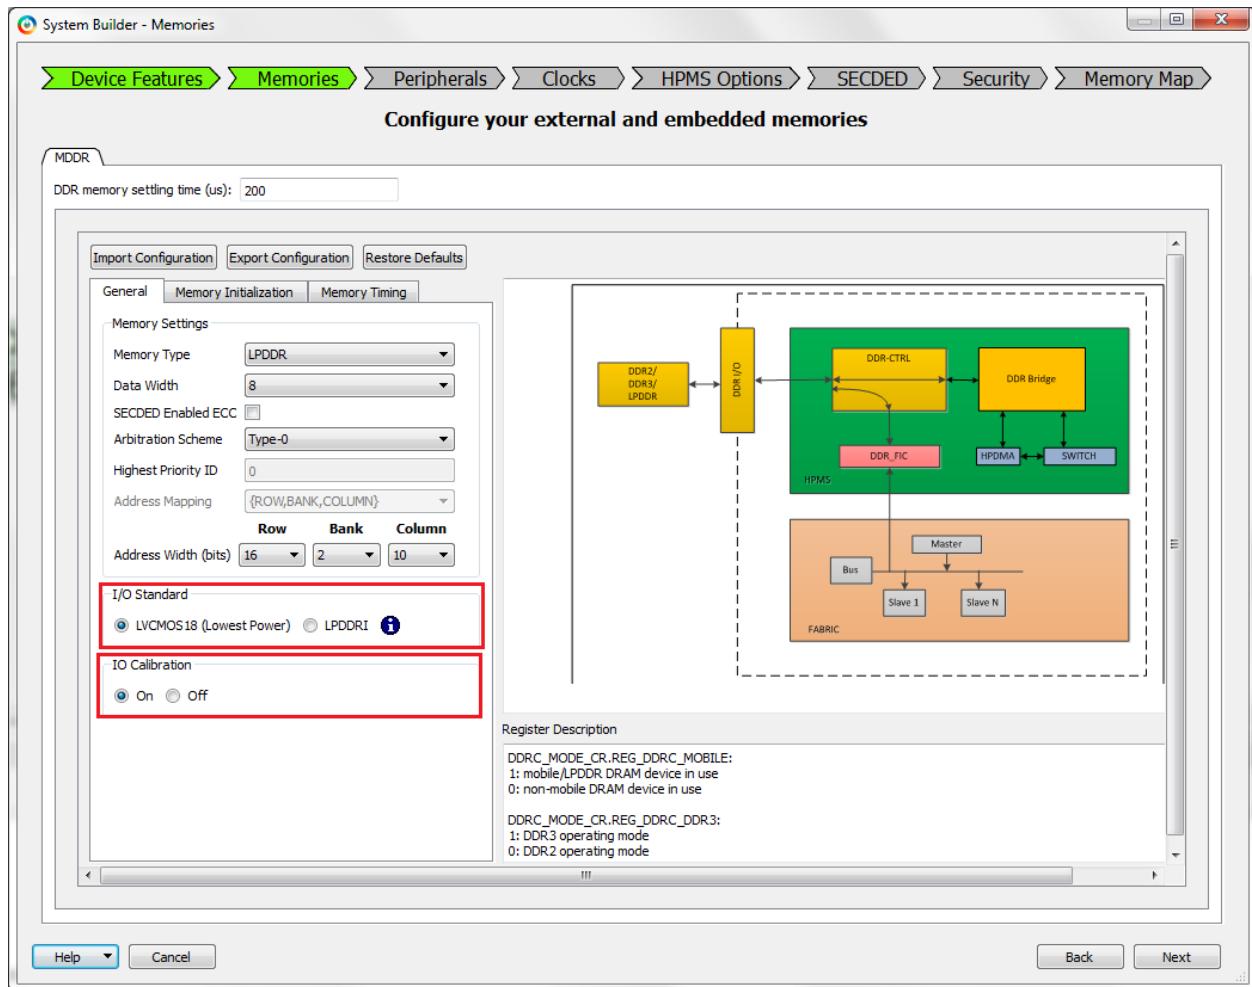 System Builder - Memories
Device Features Memories Peripherals Clocks HPMS Options SECDED Security Memory Map
Configure your external and embedded memories
MDDR
DDR memory settling time (us): 200
Import Configuration Export Configuration Restore Defaults
General Memory Initialization Memory Timing
Memory Settings
Memory Type LPDDR
Data Width 8
SECDED Enabled ECC
Arbitration Scheme Type-0
Highest Priority ID 0
Address Mapping {ROW,BANK,COLUMN}
Row Bank Column
Address Width (bits) 16 2 10
I/O Standard
LVCMOS18 (Lowest Power) LPDDRI
IO Calibration
On Off
DDR2/
DDR3/
LPDDR
DDR I/O
DDR-CTRL
DDR Bridge
DDR_FIC
HPDMA
SWITCH
HPMS
Master
Bus
Slave 1
Slave N
FABRIC
Register Description
DDRC_MODE_CR.REG_DDRC_MOBILE:
1: mobile/LPDDR DRAM device in use
0: non-mobile DRAM device in use
DDRC_MODE_CR.REG_DDRC_DDR3:
1: DDR3 operating mode
0: DDR2 operating mode
Help Cancel Back Next